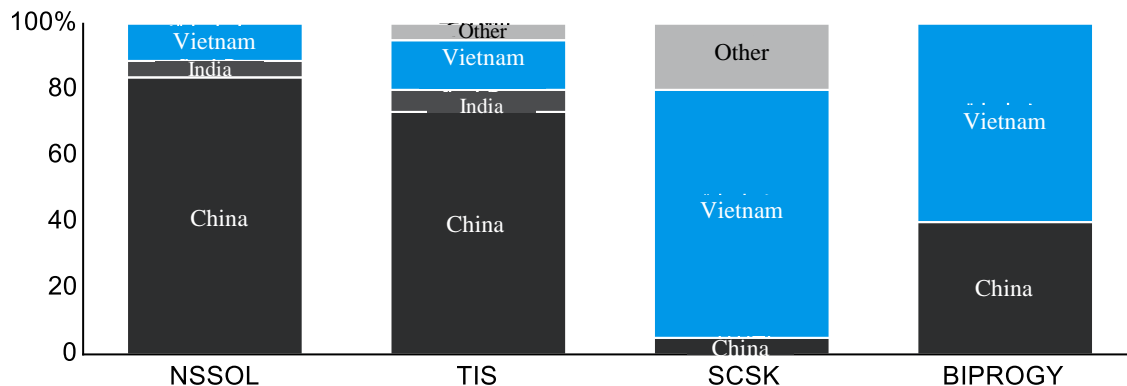 100%
80
60
40
20
0
Vietnam
India
China
Other
Vietnam
India
China
Other
Vietnam
China
Vietnam
China
NSSOL
TIS
SCSK
BIPROGY